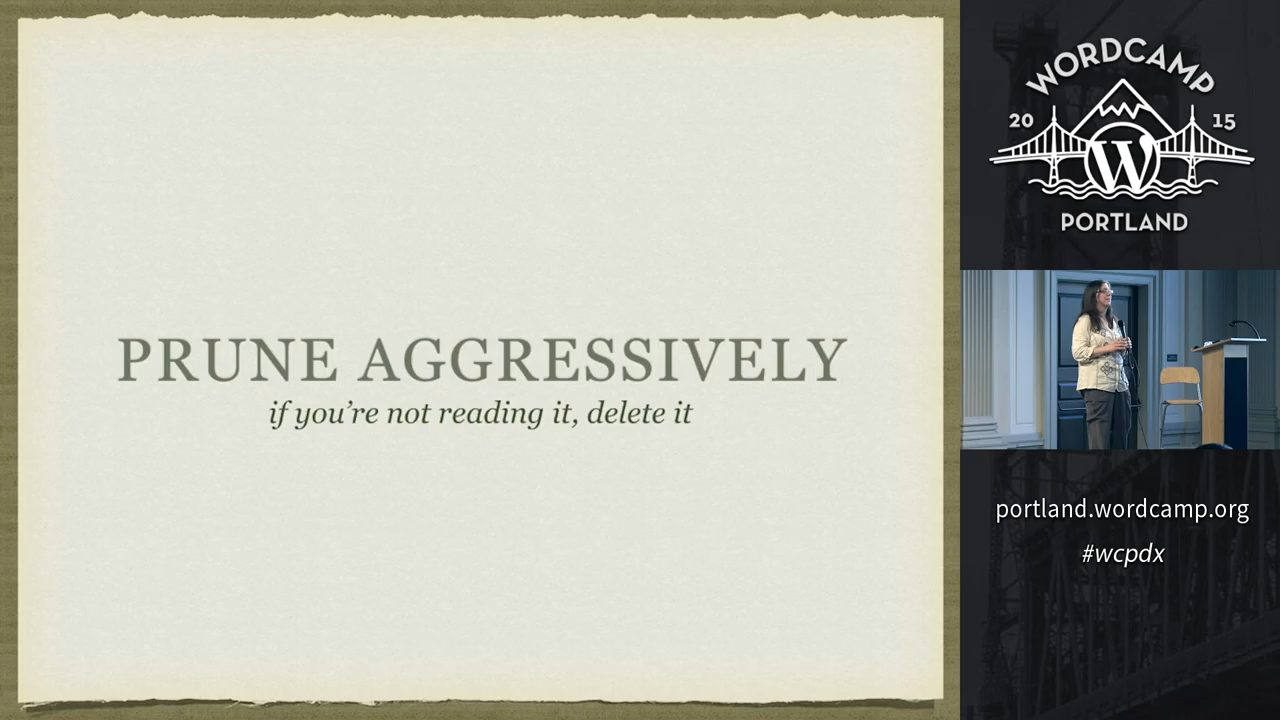 PRUNE AGGRESSIVELY
if you're not reading it, delete it
WORDCAMP
20 15
W
PORTLAND
portland.wordcamp.org
#wcpdx